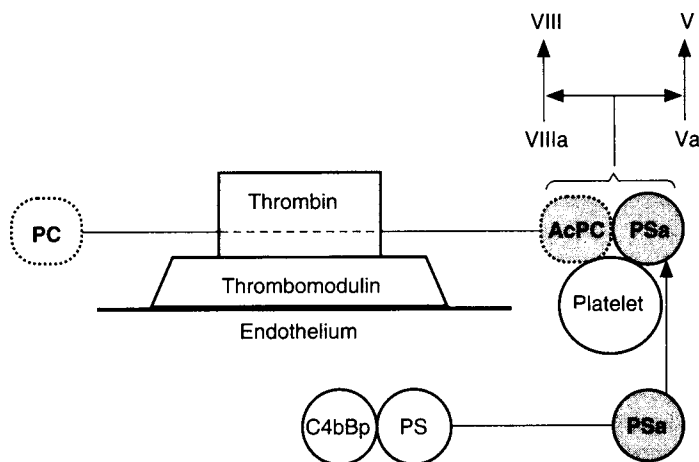 VIII V
VIIIa Va
Thrombin
PC AcPC PSa
Thrombomodulin
Platelet
Endothelium
C4bBp PS PSa